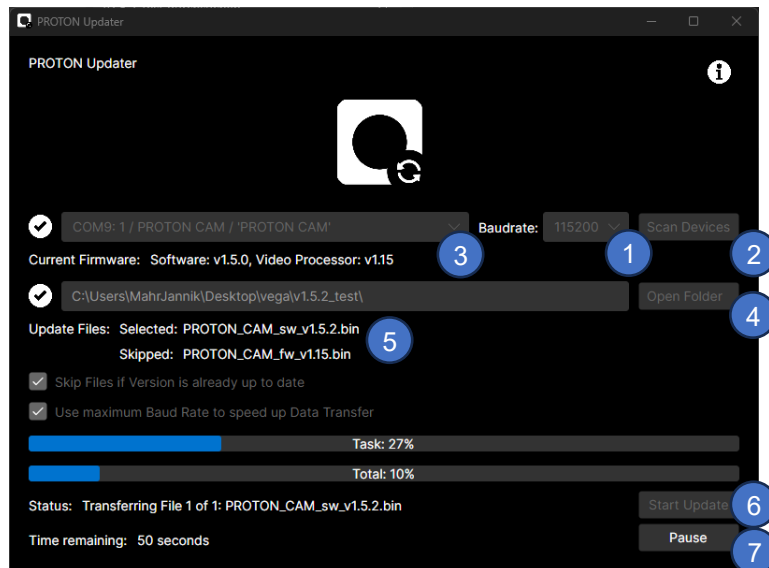 PROTON Updater
PROTON Updater
COM9: 1 / PROTON CAM / 'PROTON CAM' Baudrate: 115200 Scan Devices
3 1 2
Current Firmware: Software: v1.5.0, Video Processor: v1.15
C:\Users\MahrJannik\Desktop\vega\v1.5.2_test\ Open Folder
4
Update Files: Selected: PROTON_CAM_sw_v1.5.2.bin
5
Skipped: PROTON_CAM_fw_v1.15.bin
Skip Files if Version is already up to date
Use maximum Baud Rate to speed up Data Transfer
Task: 27%
Total: 10%
Status: Transferring File 1 of 1: PROTON_CAM_sw_v1.5.2.bin Start Update 6
Time remaining: 50 seconds Pause
7